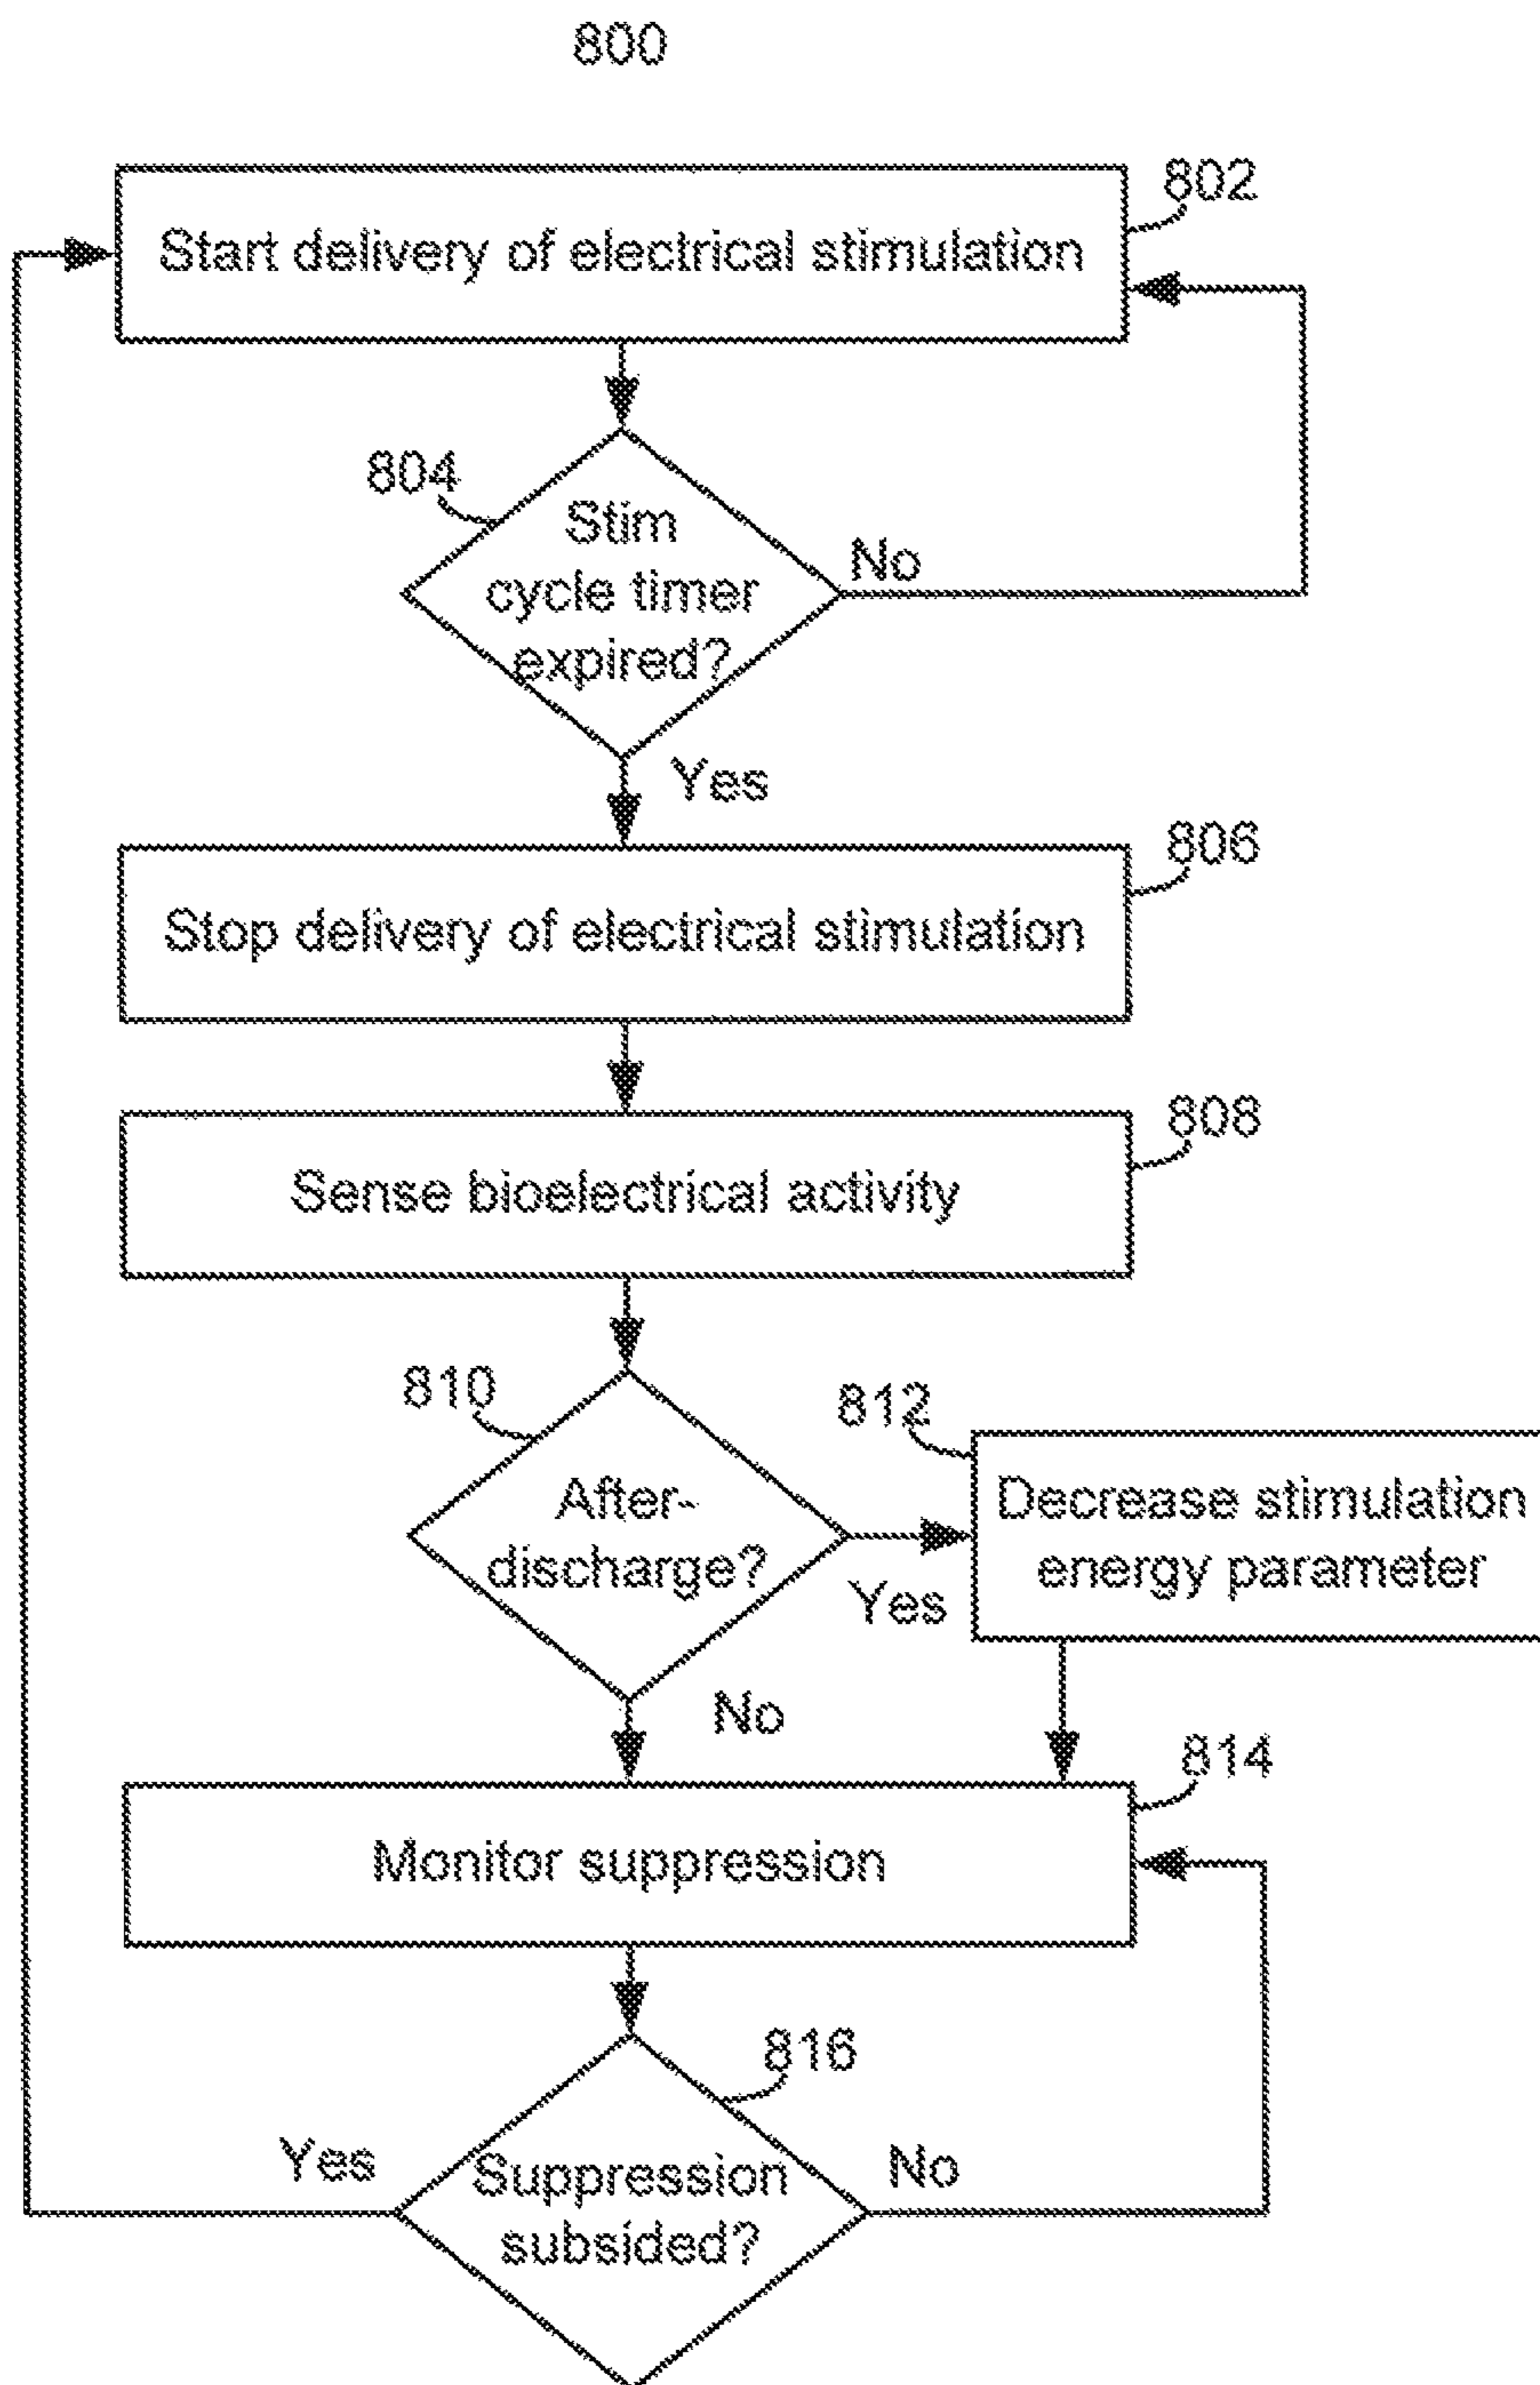 800
802
Start delivery of electrical stimulation
804
Stim
cycle timer
expired?
No
Yes
806
Stop delivery of electrical stimulation
808
Sense bioelectrical activity
810
After-
discharge?
Yes
812
Decrease stimulation
energy parameter
No
814
Monitor suppression
816
Suppression
subsided?
Yes
No